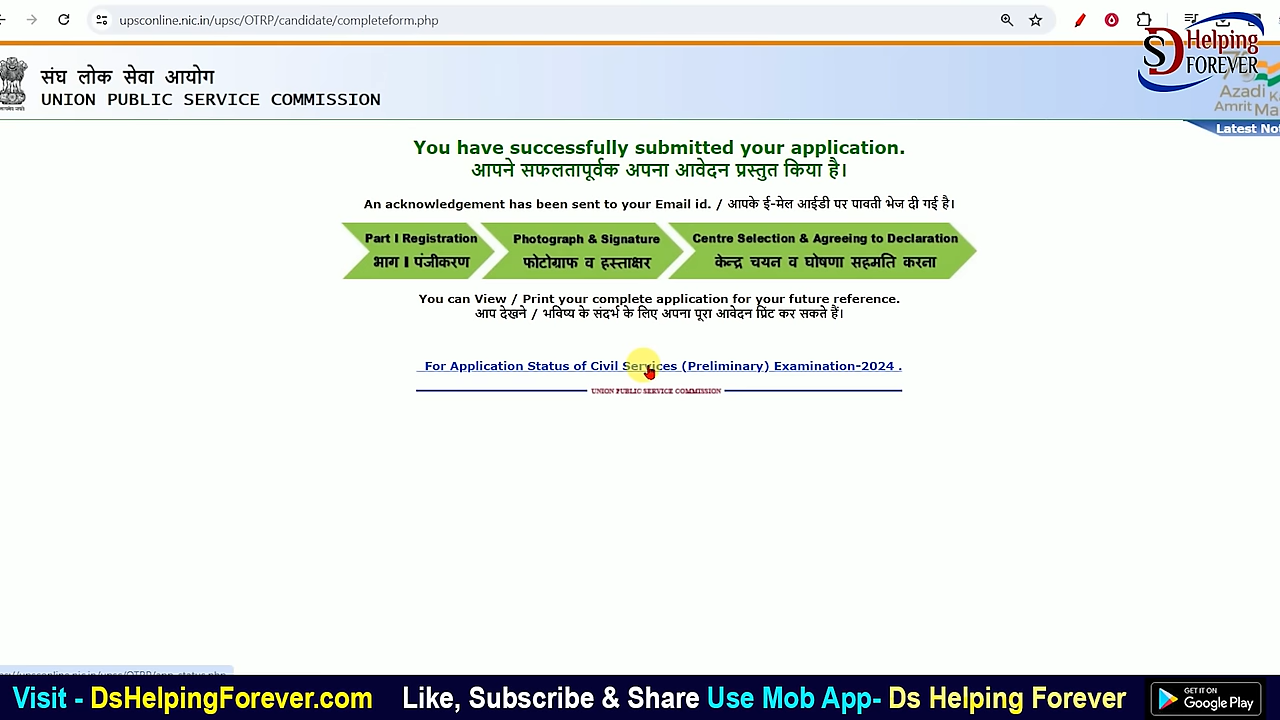 upsconline.nic.in/upsc/OTRP/candidate/completeform.php
Helping
DS FOREVER
संघ लोक सेवा आयोग
UNION PUBLIC SERVICE COMMISSION
Azadi Ka
Amrit Ma
Latest No
You have successfully submitted your application.
आपने सफलतापूर्वक अपना आवेदन प्रस्तुत किया है।
An acknowledgement has been sent to your Email id. / आपके ई-मेल आईडी पर पावती भेज दी गई है।
Part I Registration
भाग I पंजीकरण
Photograph & Signature
फोटोग्राफ व हस्ताक्षर
Centre Selection & Agreeing to Declaration
केन्द्र चयन व घोषणा सहमति करना
You can View / Print your complete application for your future reference.
आप देखने / भविष्य के संदर्भ के लिए अपना पूरा आवेदन प्रिंट कर सकते हैं।
For Application Status of Civil Services (Preliminary) Examination-2024 .
UNION PUBLIC SERVICE COMMISSION
Visit - DsHelpingForever.com Like, Subscribe & Share Use Mob App- Ds Helping Forever
GET IT ON
Google Play